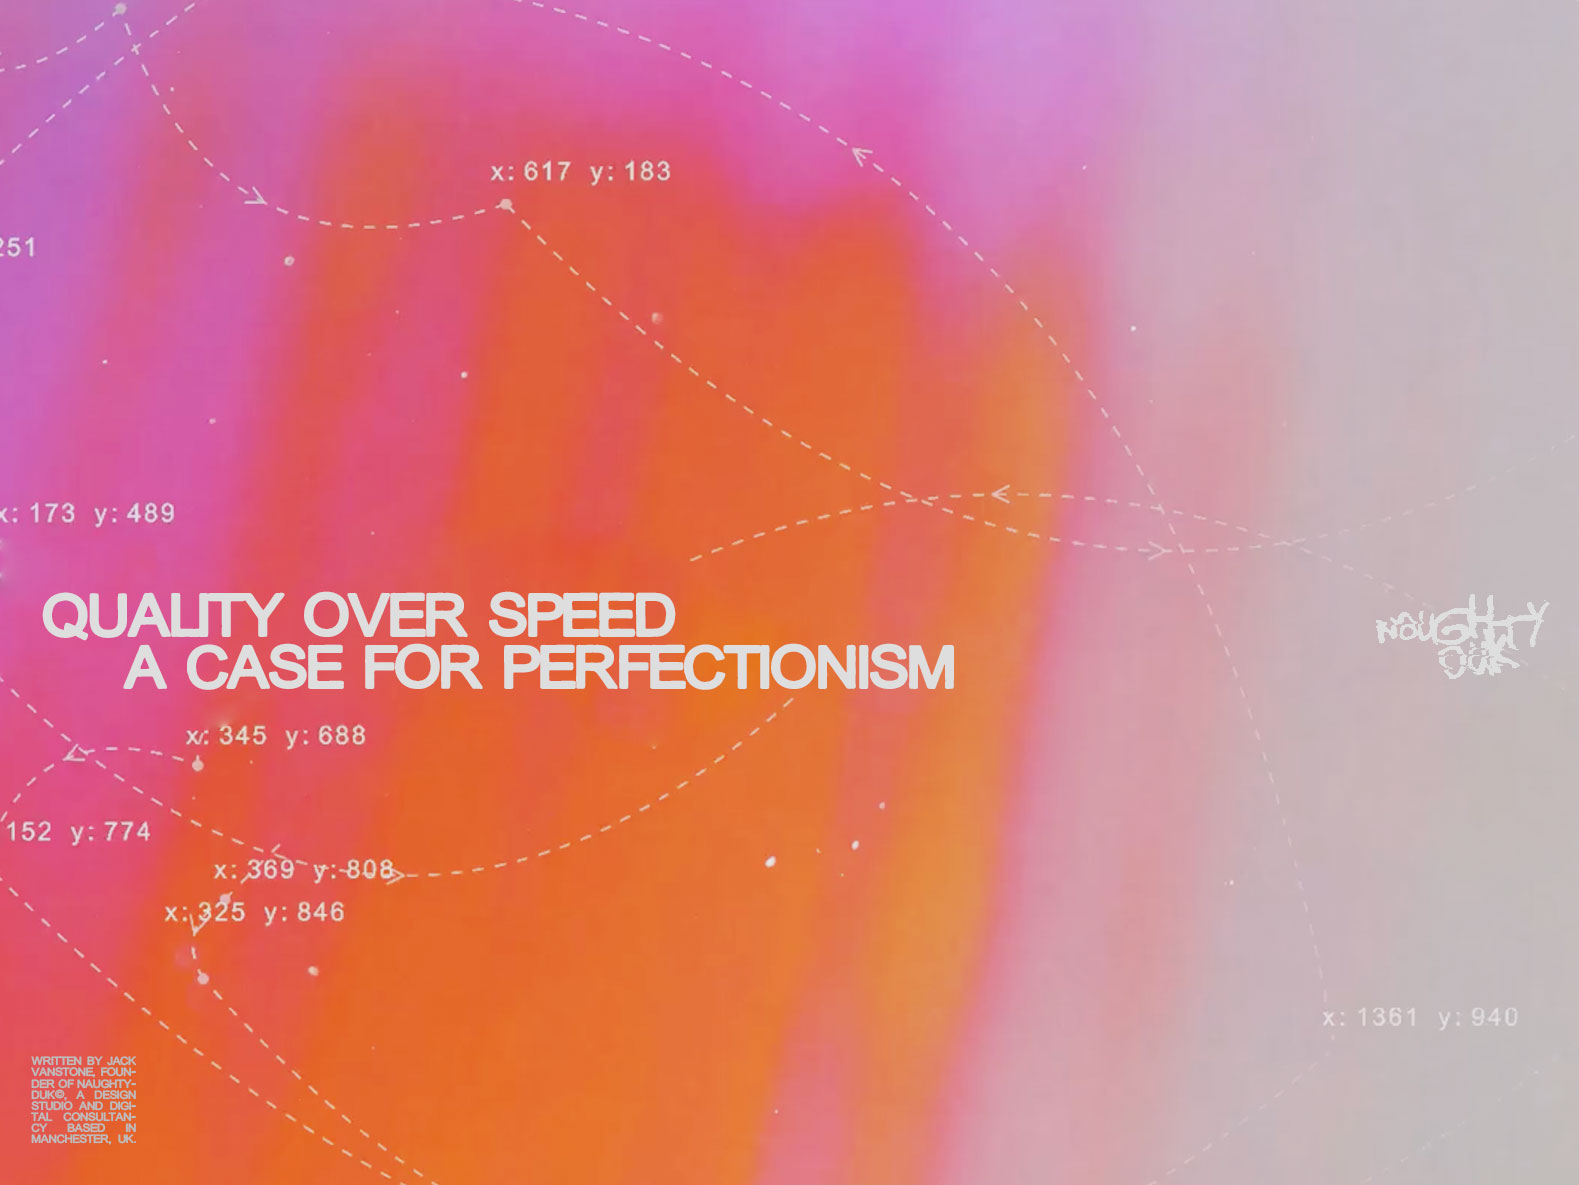 x: 617 y: 183
251
x: 173 y: 489
QUALITY OVER SPEED
A CASE FOR PERFECTIONISM
NAUGHTY
DUK
x: 345 y: 688
152 y: 774
x: 369 y: 808
x: 325 y: 846
x: 1361 y: 940
WRITTEN BY JACK
VANSTONE, FOUN-
DER OF NAUGHTY-
DUK©, A DESIGN
STUDIO AND DIGI-
TAL CONSULTAN-
CY BASED IN
MANCHESTER, UK.